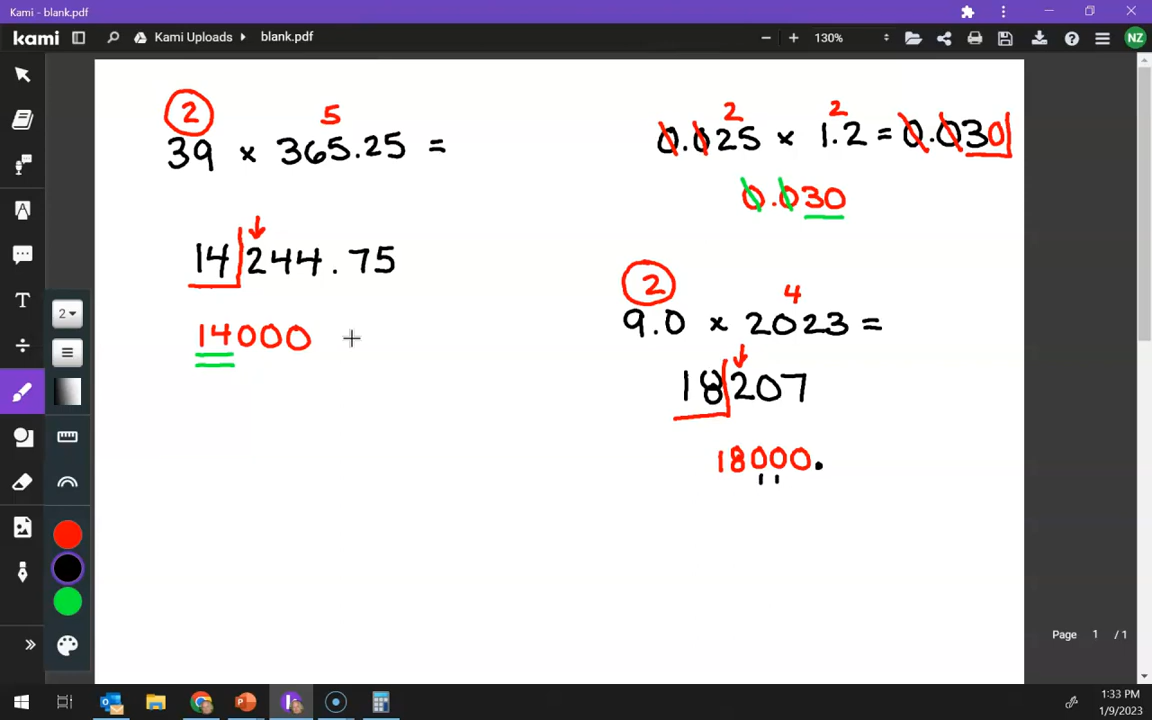 Kami - blank.pdf
kami Kami Uploads blank.pdf 130% NZ
2 5
39 × 365.25 =
14 244.75
14000
2 2
0.025 × 1.2 = 0.030
0.030
2 4
9.0 × 2023 =
18 207
18000.
T
2
Page 1 / 1
1:33 PM
1/9/2023